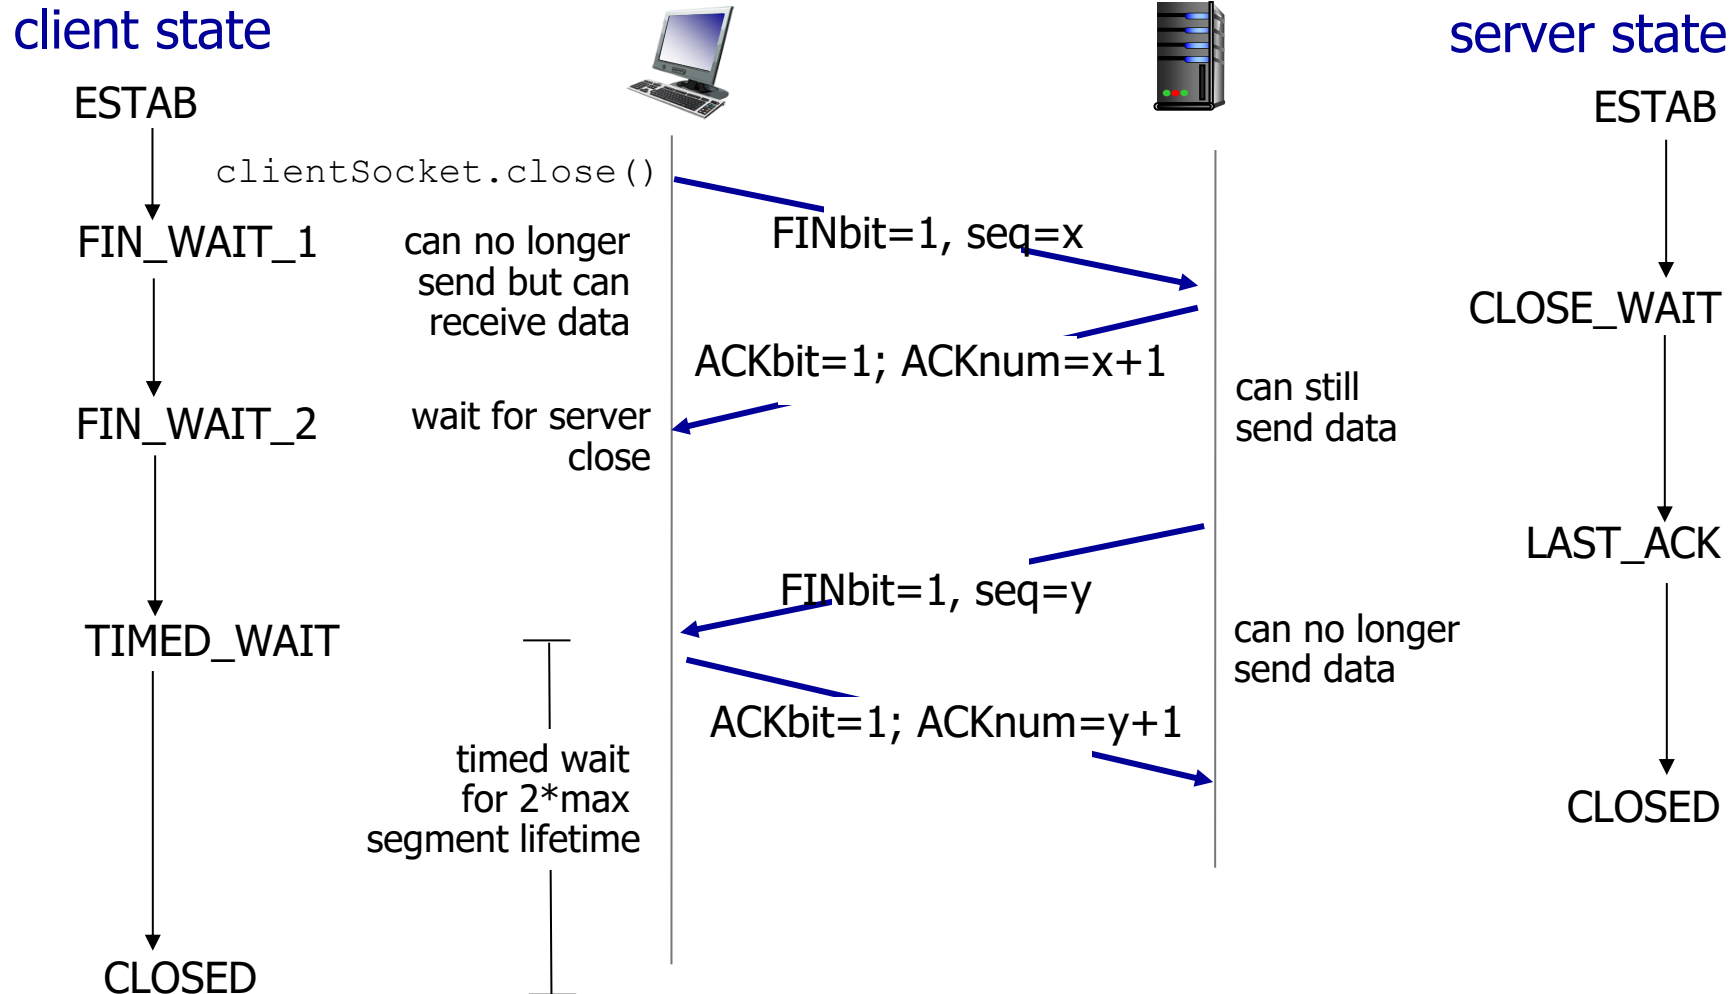 client state
server state
ESTAB
ESTAB
clientSocket.close()
FINbit=1, seq=x
FIN_WAIT_1
can no longer
send but can
receive data
CLOSE_WAIT
ACKbit=1; ACKnum=x+1
can still
send data
FIN_WAIT_2
wait for server
close
LAST_ACK
FINbit=1, seq=y
TIMED_WAIT
can no longer
send data
ACKbit=1; ACKnum=y+1
timed wait
for 2*max
segment lifetime
CLOSED
CLOSED